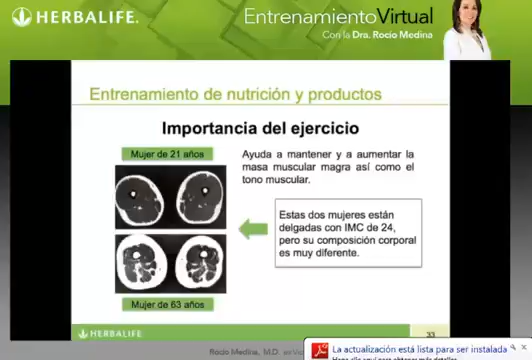 HERBALIFE.
EntrenamientoVirtual
Con la Dra. Rocío Medina
Entrenamiento de nutrición y productos
Importancia del ejercicio
Mujer de 21 años
Ayuda a mantener y a aumentar la
masa muscular magra así como el
tono muscular.
Estas dos mujeres están
delgadas con IMC de 24,
pero su composición corporal
es muy diferente.
Mujer de 63 años
HERBALIFE
33
Rocío Medina, M.D.
La actualización está lista para ser instalada